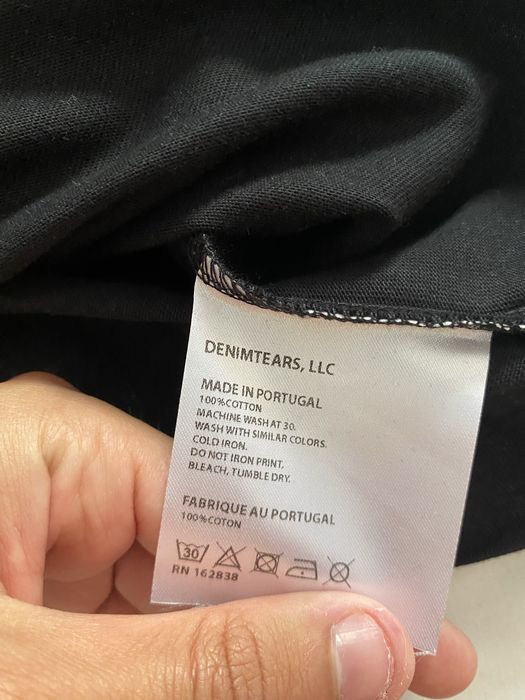 DENIMTEARS, LLC
MADE IN PORTUGAL
100%COTTON
MACHINE WASH AT 30.
WASH WITH SIMILAR COLORS.
COLD IRON.
DO NOT IRON PRINT,
BLEACH, TUMBLE DRY.
FABRIQUE AU PORTUGAL
100%COTON
30
RN 162838